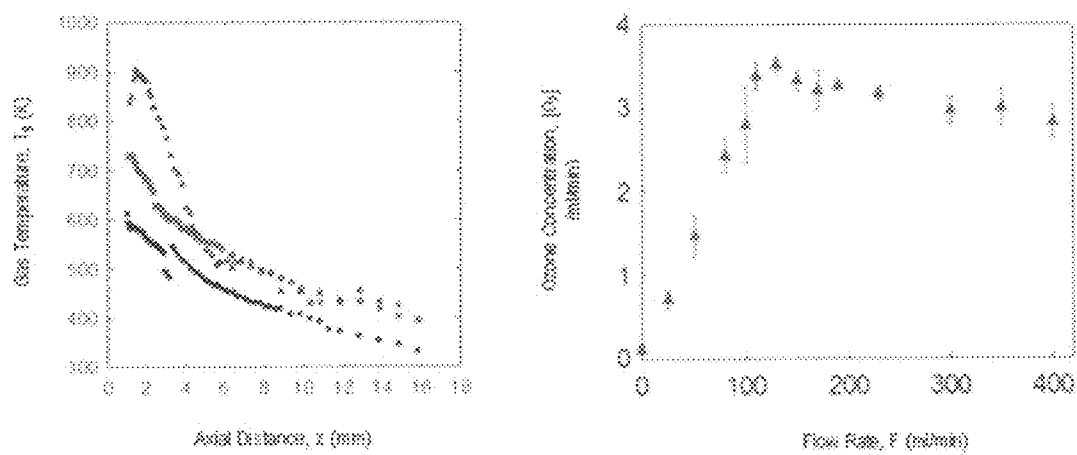 1000
900
800
700
600
500
400
300
0 2 4 6 8 10 12 14 16 18
Gas Temperature, Tg (K)
Axial Distance, z (mm)
4
3
2
1
0
0 100 200 300 400
Ozone Concentration, [O₃]
Flow Rate, F (ml/min)